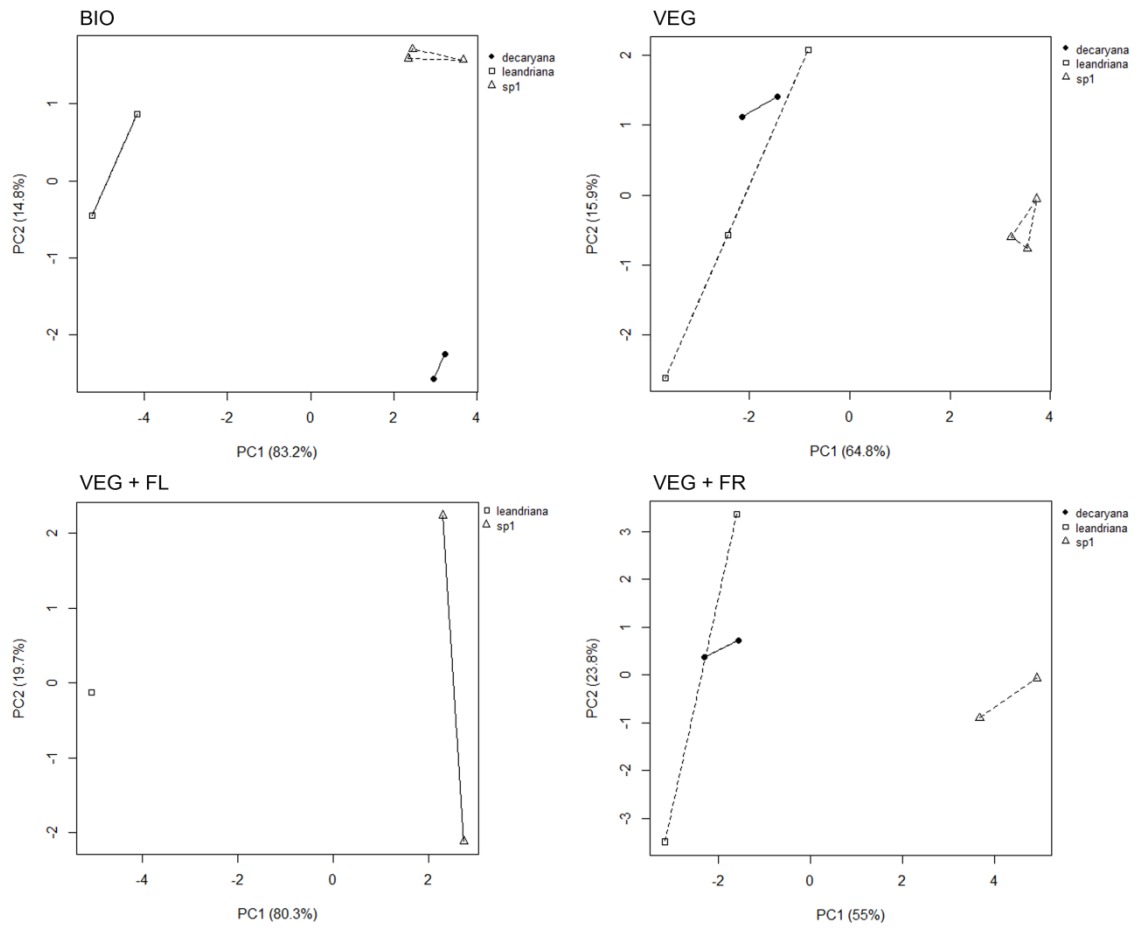 BIO
decaryana
leandriana
sp1
1
0
-1
-2
PC2 (14.8%)
-4
-2
0
2
4
PC1 (83.2%)
VEG
decaryana
leandriana
sp1
2
1
0
-1
-2
PC2 (15.9%)
-2
0
2
4
PC1 (64.8%)
VEG + FL
leandriana
sp1
2
1
0
-1
-2
PC2 (19.7%)
-4
-2
0
2
PC1 (80.3%)
VEG + FR
decaryana
leandriana
sp1
3
2
1
0
-1
-2
-3
PC2 (23.8%)
-2
0
2
4
PC1 (55%)